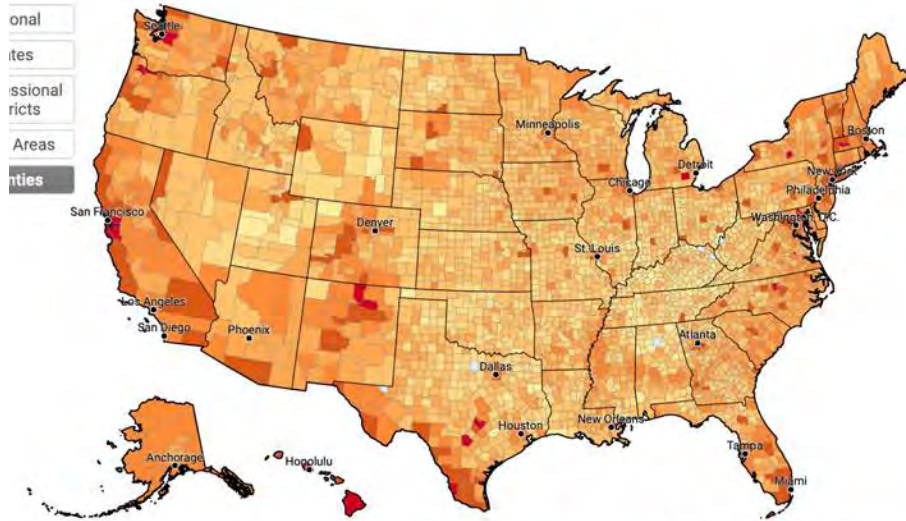 onal
tes
essional
ricts
Areas
nties
Seattle
Minneapolis
Boston
Detroit
New York
Chicago
Philadelphia
San Francisco
Denver
Washington, D.C.
St. Louis
Los Angeles
San Diego
Phoenix
Atlanta
Dallas
Houston
New Orleans
Tampa
Anchorage
Honolulu
Miami